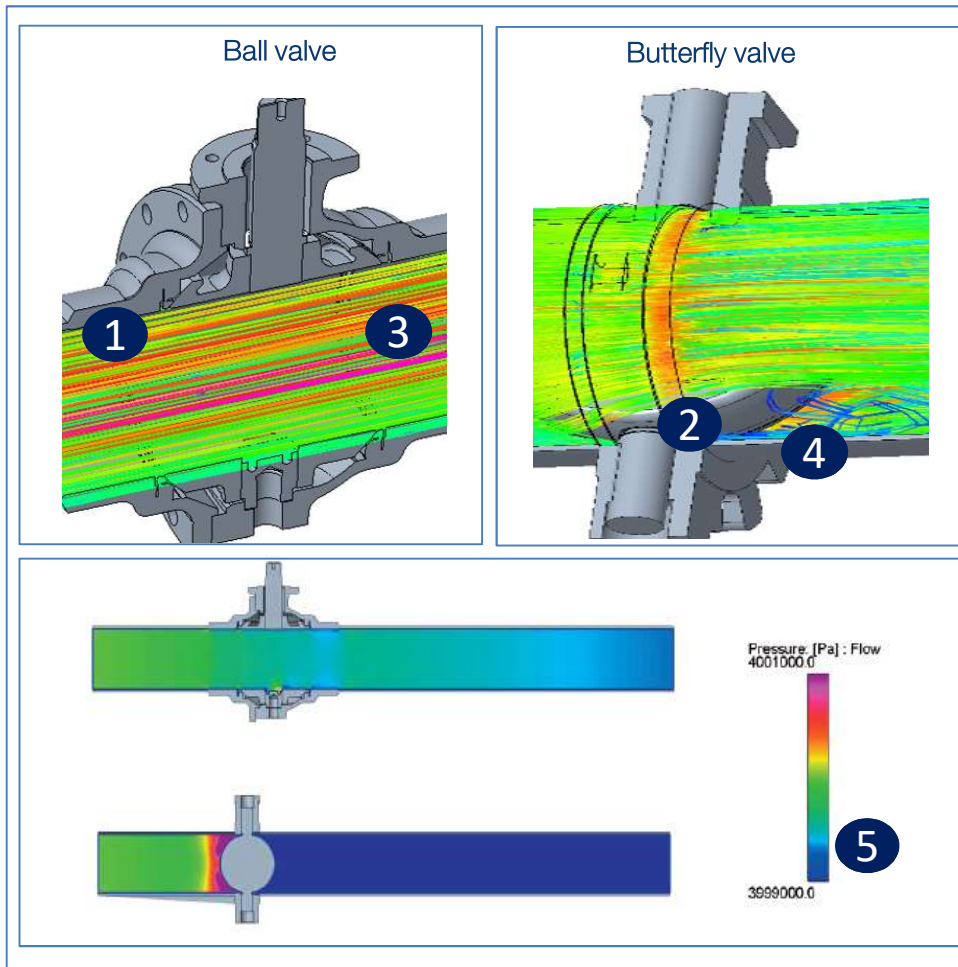 Ball valve
Butterfly valve
1
3
2
4
Pressure: [Pa] : Flow
4001000.0
5
3999000.0